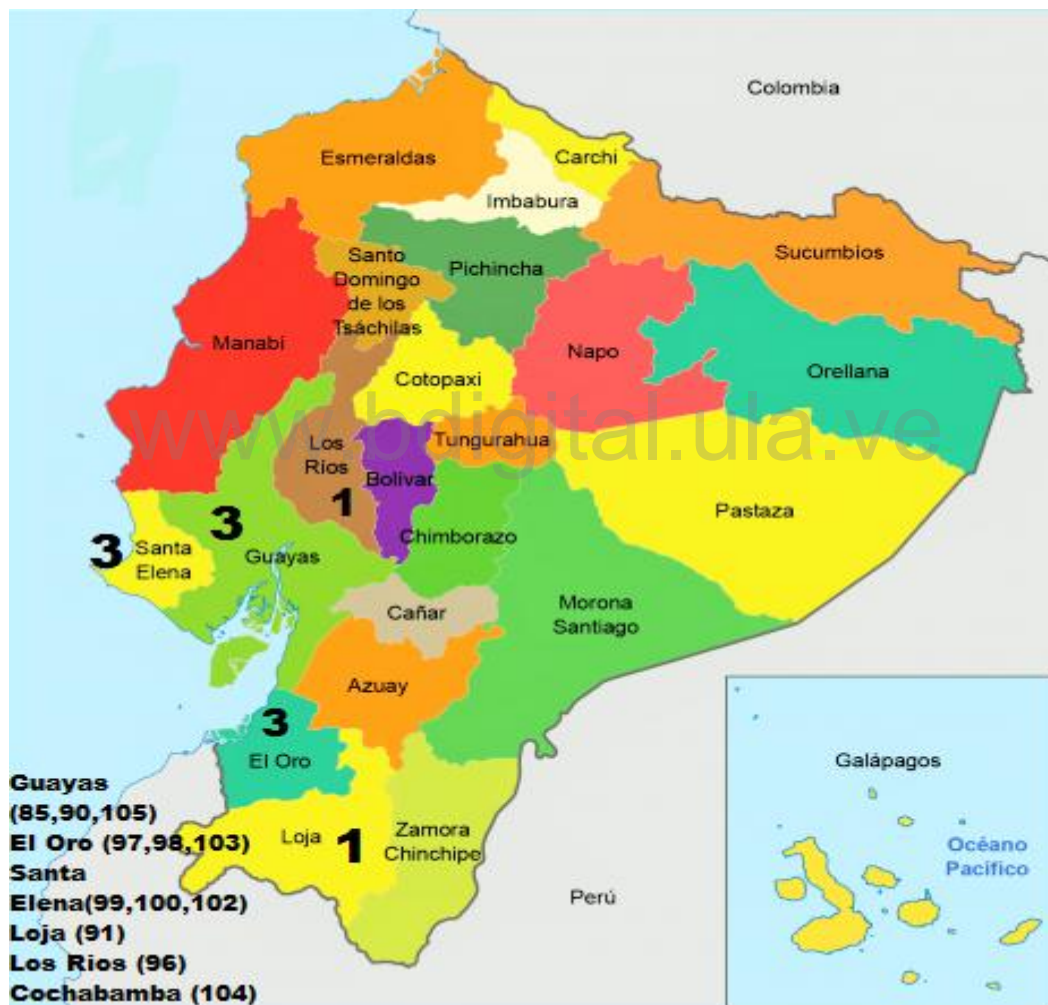 Colombia
Esmeraldas
Carchi
Imbabura
Sucumbios
Santo
Domingo
de los
Tsáchilas
Pichincha
Manabí
Napo
Orellana
Cotopaxi
www.bdigital.ula.ve
Los
Ríos
1
Bolívar
Tungurahua
Pastaza
3
Guayas
3
Santa
Elena
Chimborazo
Cañar
Morona
Santiago
Azuay
3
El Oro
Loja
1
Zamora
Chinchipe
Perú
Galápagos
Océano
Pacífico
Guayas
(85,90,105)
El Oro (97,98,103)
Santa
Elena(99,100,102)
Loja (91)
Los Rios (96)
Cochabamba (104)